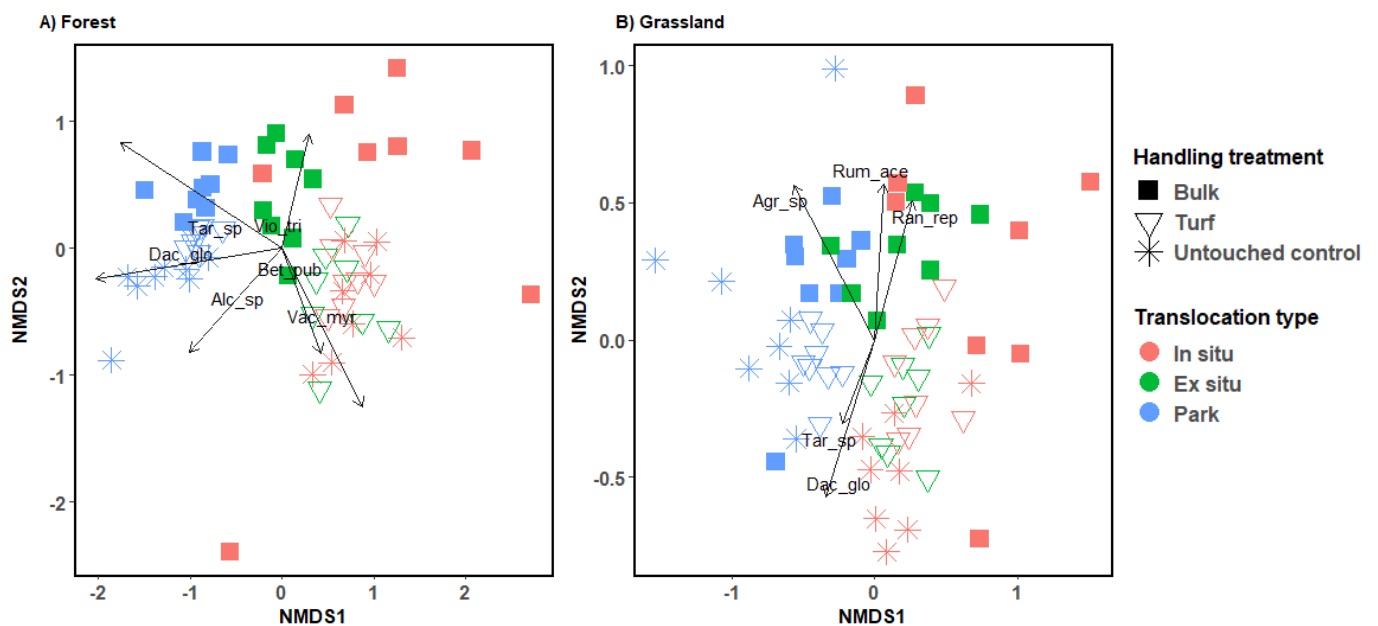 A) Forest
B) Grassland
NMDS2
1
0
-1
-2
Vio_tri
Tar_sp
Dac_glo
Bet_pub
Alc_sp
Vac_myr
-2
-1
0
1
2
NMDS1
NMDS2
1.0
0.5
0.0
-0.5
Rum_ace
Agr_sp
Ran_rep
Tar_sp
Dac_glo
-1
0
1
NMDS1
Handling treatment
Bulk
Turf
Untouched control
Translocation type
In situ
Ex situ
Park